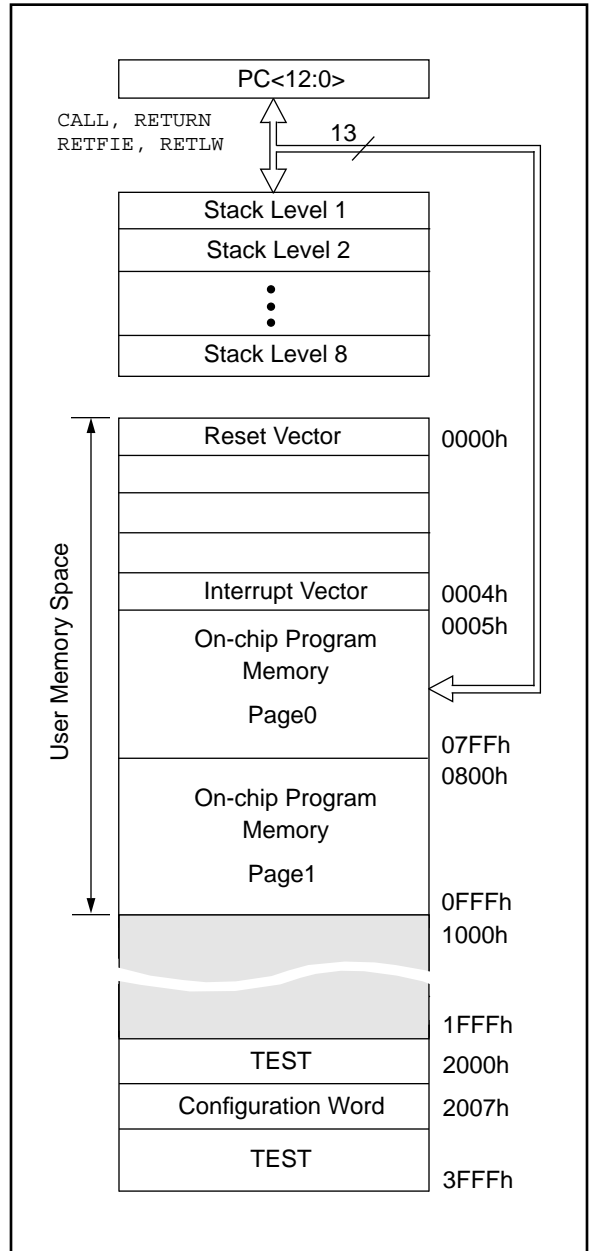 PC<12:0>
CALL, RETURN
RETFIE, RETLW
13
Stack Level 1
Stack Level 2
Stack Level 8
User Memory Space
Reset Vector
0000h
Interrupt Vector
0004h
0005h
On-chip Program
Memory
Page0
07FFh
0800h
On-chip Program
Memory
Page1
0FFFh
1000h
1FFFh
TEST
2000h
Configuration Word
2007h
TEST
3FFFh